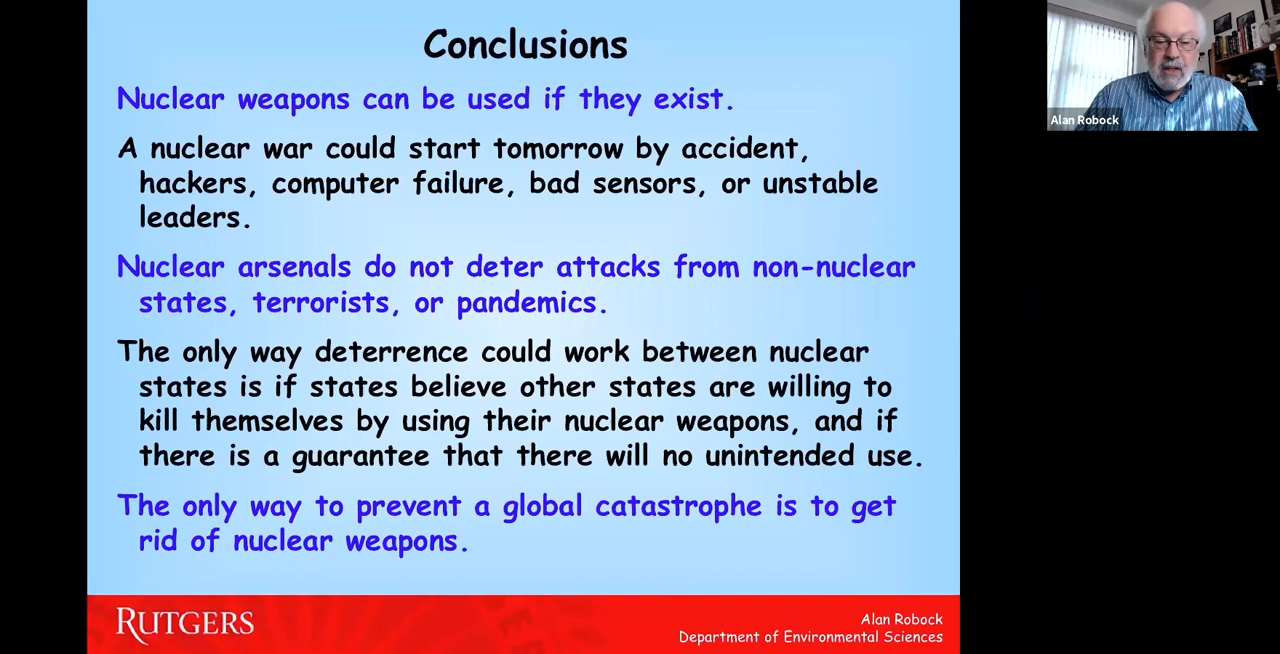 Conclusions
Nuclear weapons can be used if they exist.
A nuclear war could start tomorrow by accident,
hackers, computer failure, bad sensors, or unstable
leaders.
Nuclear arsenals do not deter attacks from non-nuclear
states, terrorists, or pandemics.
The only way deterrence could work between nuclear
states is if states believe other states are willing to
kill themselves by using their nuclear weapons, and if
there is a guarantee that there will no unintended use.
The only way to prevent a global catastrophe is to get
rid of nuclear weapons.
RUTGERS
Alan Robock
Department of Environmental Sciences
Alan Robock